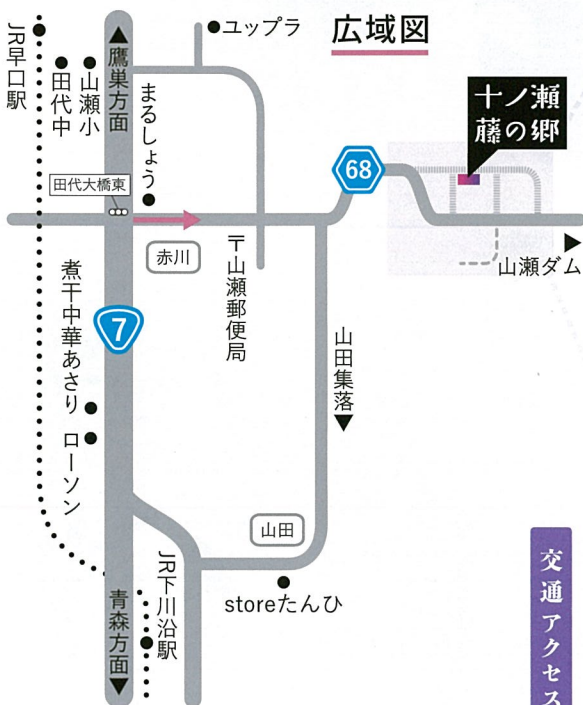 広域図
JR早口駅
田代中
山瀬小
▲鷹巣方面
ユップラ
まるしょう
田代大橋東
68
十ノ瀬
藤の郷
赤川
〒山瀬郵便局
▶
山瀬ダム
7
煮干中華あさり
ローソン
山田集落▼
山田
storeたんひ
JR下川沿駅
青森方面▼
交通アクセス